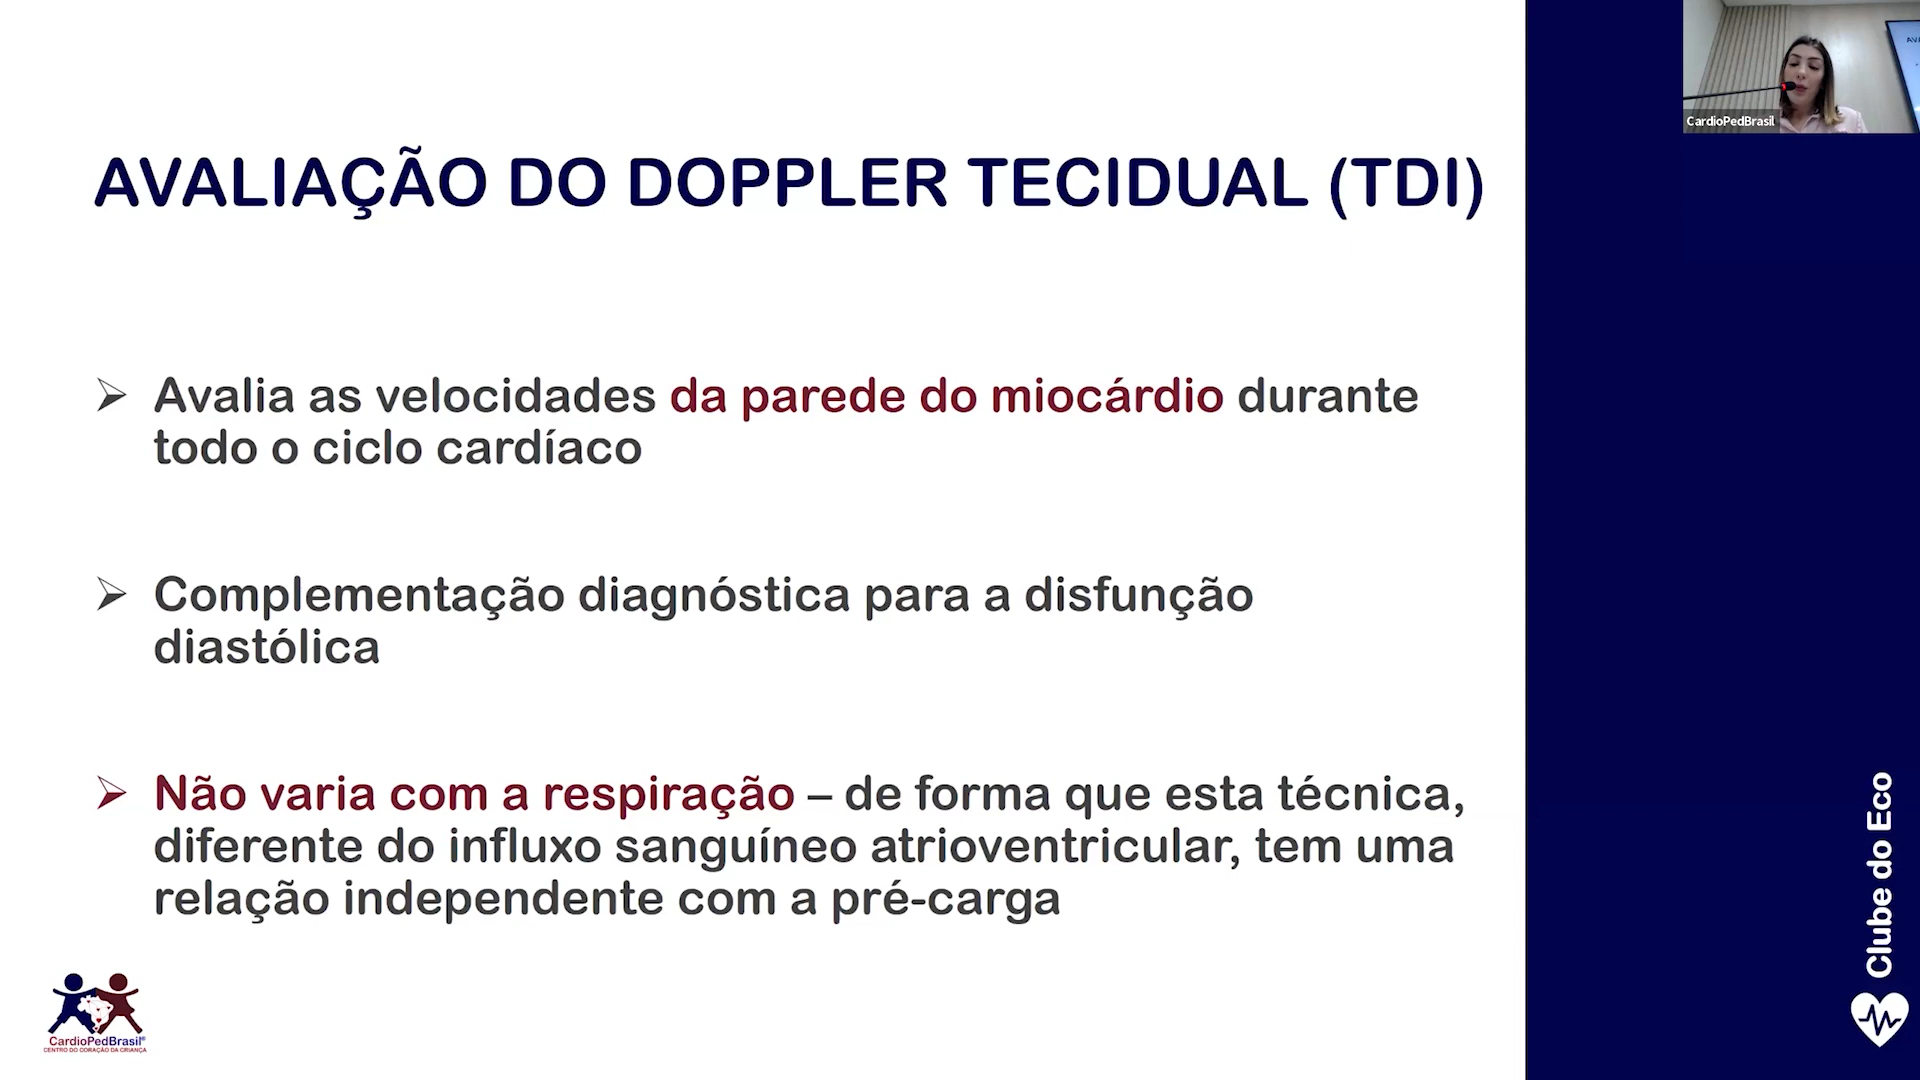 CardioPedBrasil
AVALIAÇÃO DO DOPPLER TECIDUAL (TDI)
➢ Avalia as velocidades da parede do miocárdio durante
todo o ciclo cardíaco
➢ Complementação diagnóstica para a disfunção
diastólica
➢ Não varia com a respiração – de forma que esta técnica,
diferente do influxo sanguíneo atrioventricular, tem uma
relação independente com a pré-carga
CardioPedBrasil®
CENTRO DO CORAÇÃO DA CRIANÇA
Clube do Eco